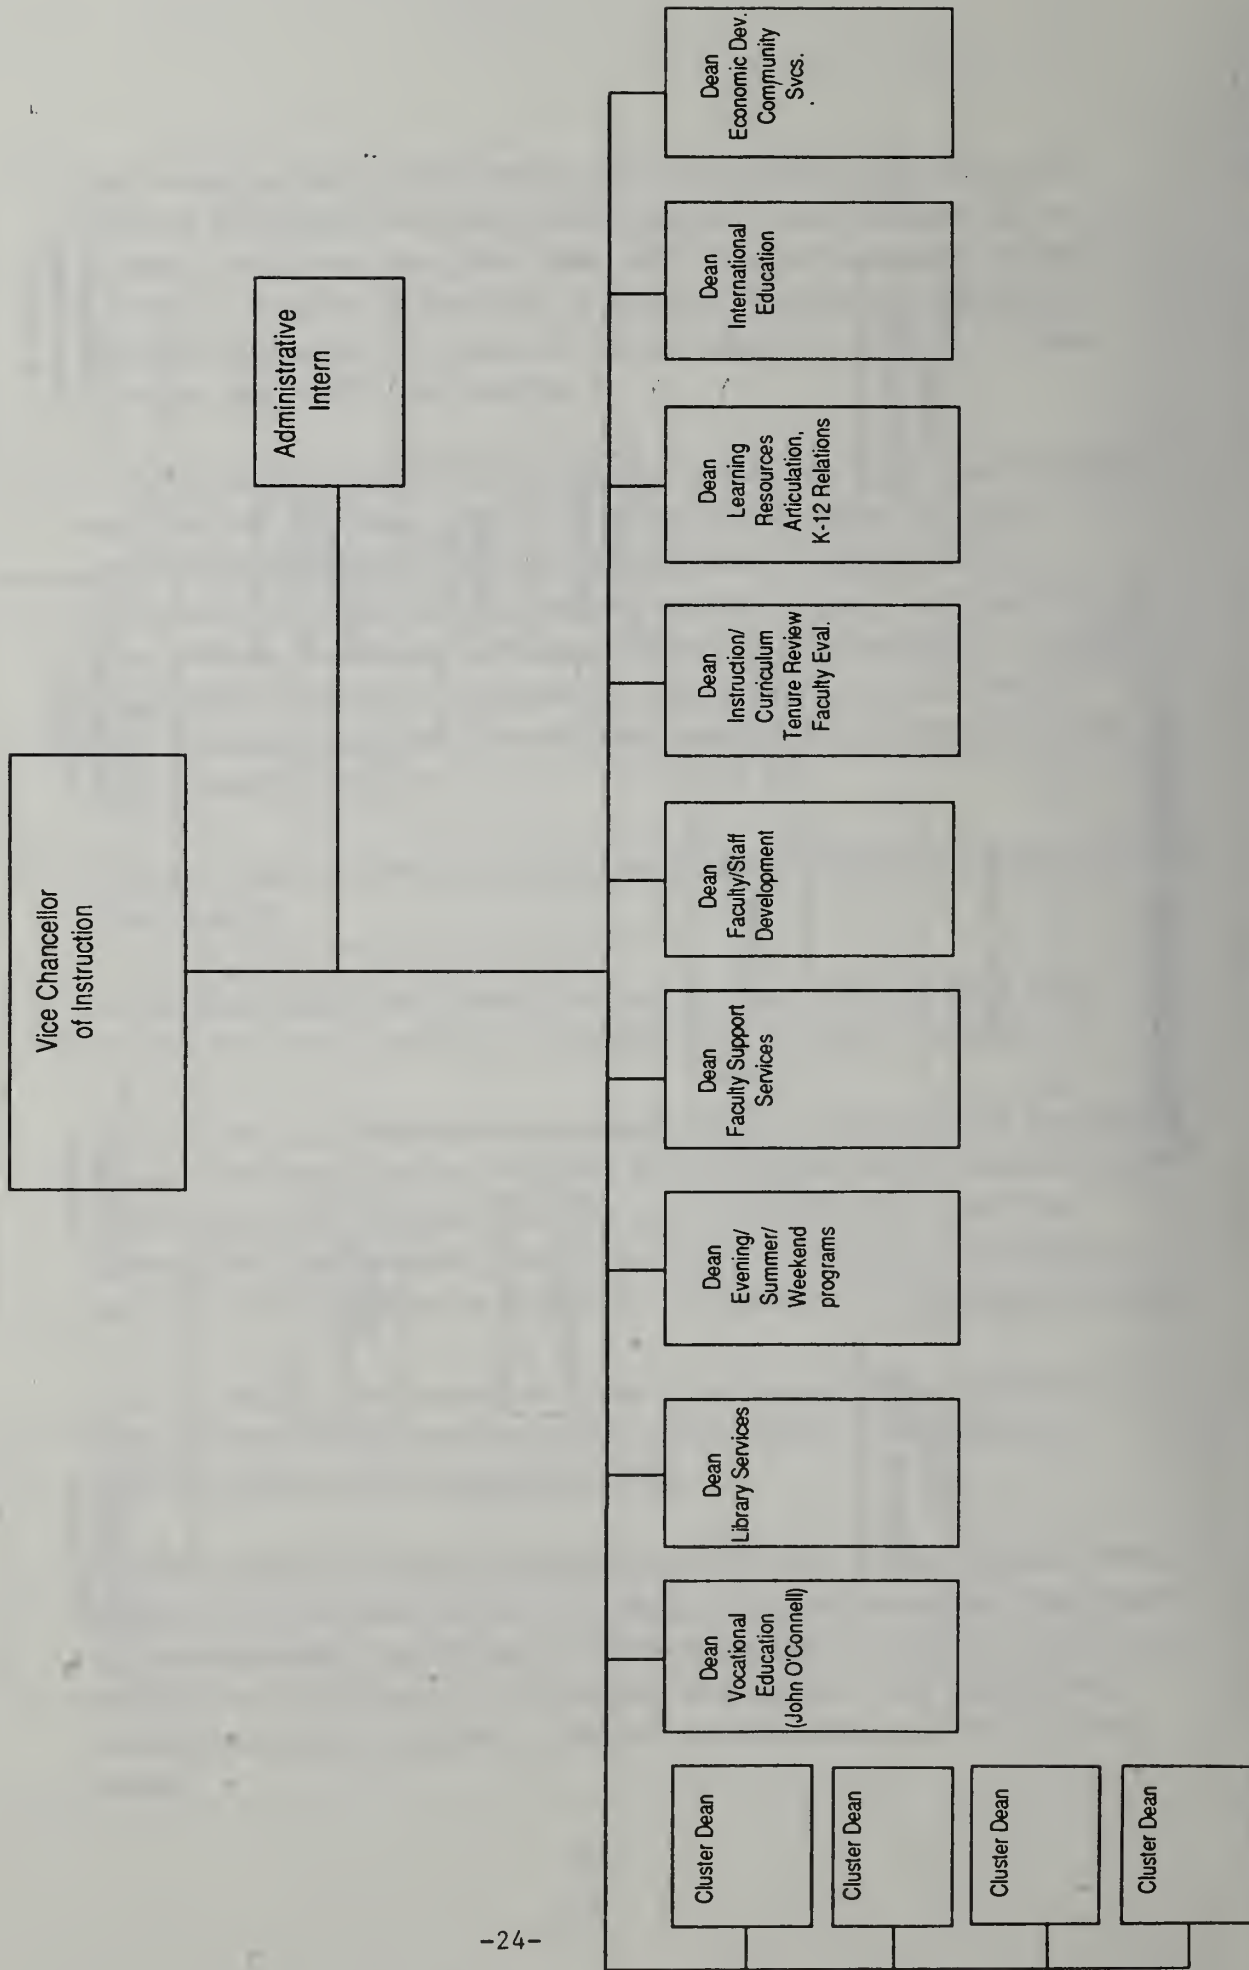 Vice Chancellor
of Instruction
Administrative
Intern
Cluster Dean
Cluster Dean
Cluster Dean
Cluster Dean
Dean
Vocational
Education
(John O'Connell)
Dean
Library Services
Dean
Evening/
Summer/
Weekend
programs
Dean
Faculty Support
Services
Dean
Faculty/Staff
Development
Dean
Instruction/
Curriculum
Tenure Review
Faculty Eval.
Dean
Learning
Resources
Articulation,
K-12 Relations
Dean
International
Education
Dean
Economic Dev.
Community
Svcs.
-24-